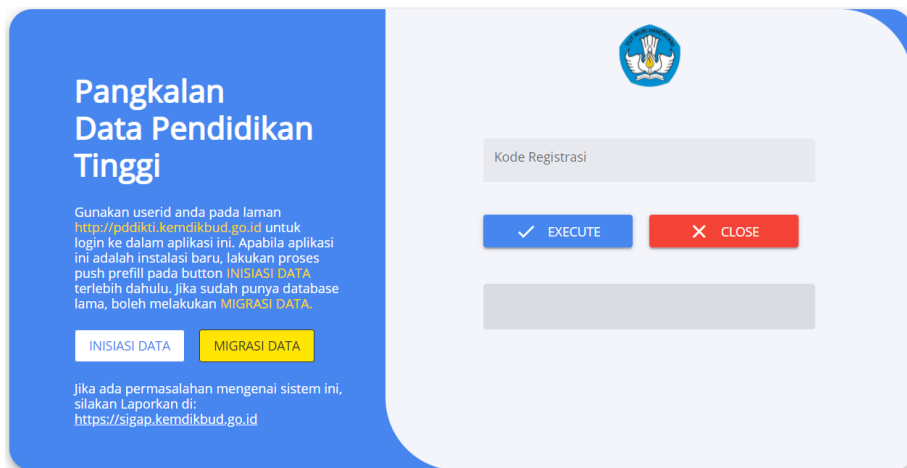 Pangkalan
Data Pendidikan
Tinggi
Gunakan userid anda pada laman
http://pddikti.kemdikbud.go.id untuk
login ke dalam aplikasi ini. Apabila aplikasi
ini adalah instalasi baru, lakukan proses
push prefill pada button INISIASI DATA
terlebih dahulu. Jika sudah punya database
lama, boleh melakukan MIGRASI DATA.
INISIASI DATA
MIGRASI DATA
Jika ada permasalahan mengenai sistem ini,
silakan Laporkan di:
https://sigap.kemdikbud.go.id
TUT WURI HANDAYANI
Kode Registrasi
EXECUTE
CLOSE